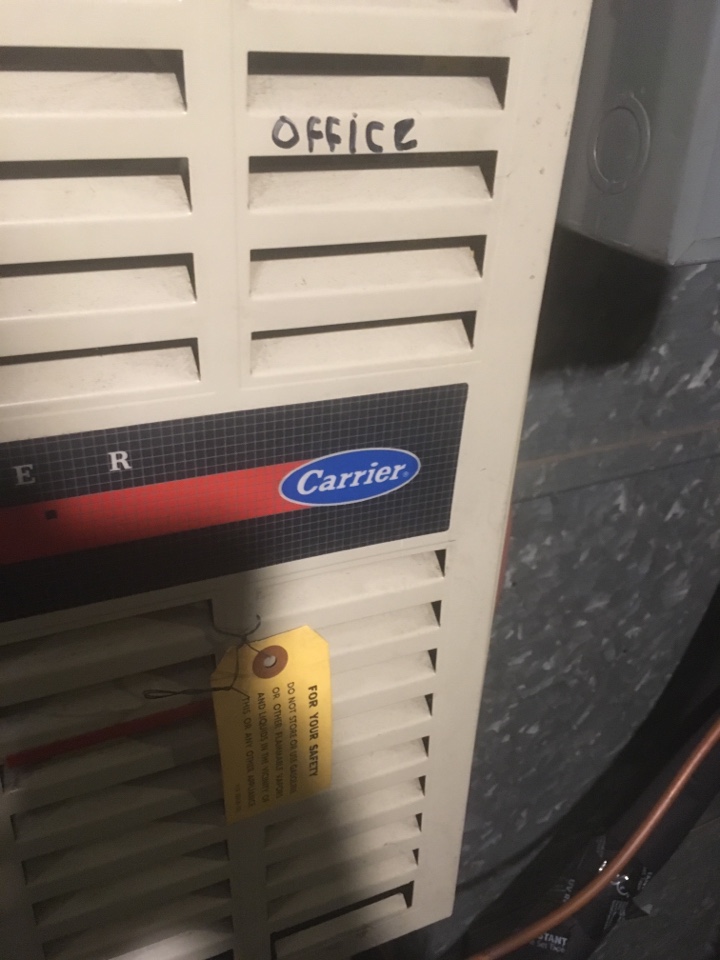 OFFICE
E R
Carrier
FOR YOUR SAFETY
DO NOT STORE OR USE GASOLINE
OR OTHER FLAMMABLE VAPORS
AND LIQUIDS IN THE VICINITY OF
THIS OR ANY OTHER APPLIANCE